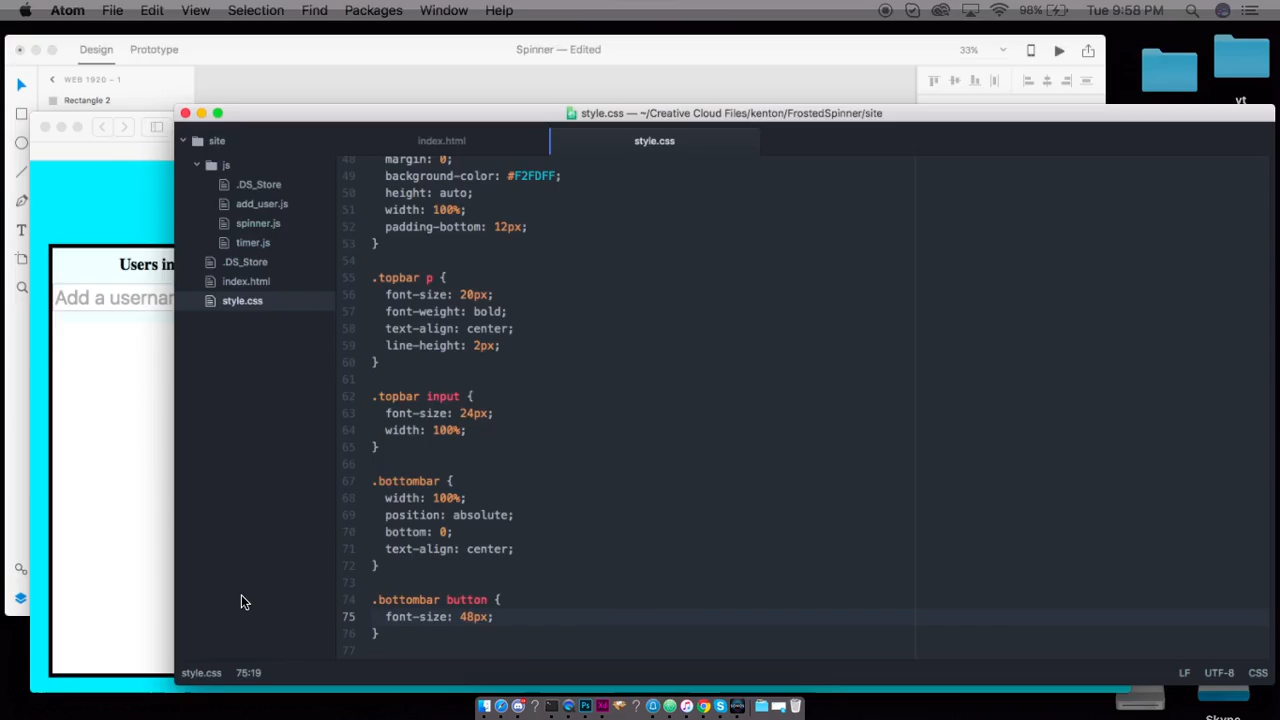 Atom File Edit View Selection Find Packages Window Help 98% Tue 9:58 PM
Design Prototype Spinner — Edited 33%
WEB 1920 – 1
Rectangle 2
style.css — ~/Creative Cloud Files/kenton/FrostedSpinner/site
yt
site
js
.DS_Store
add_user.js
spinner.js
timer.js
.DS_Store
index.html
style.css
Users in
Add a usernam
index.html style.css
48 margin: 0;
49 background-color: #F2FDFF;
50 height: auto;
51 width: 100%;
52 padding-bottom: 12px;
53 }
54
55 .topbar p {
56 font-size: 20px;
57 font-weight: bold;
58 text-align: center;
59 line-height: 2px;
60 }
61
62 .topbar input {
63 font-size: 24px;
64 width: 100%;
65 }
66
67 .bottombar {
68 width: 100%;
69 position: absolute;
70 bottom: 0;
71 text-align: center;
72 }
73
74 .bottombar button {
75 font-size: 48px;
76 }
77
style.css 75:19 LF UTF-8 CSS